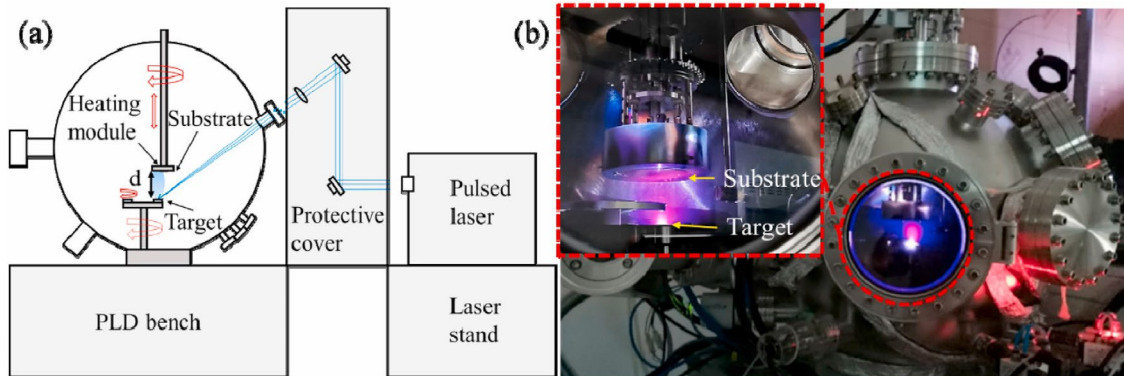 (a)
Heating
module
Substrate
d
Target
Protective
cover
Pulsed
laser
PLD bench
Laser
stand
(b)
Substrate
Target